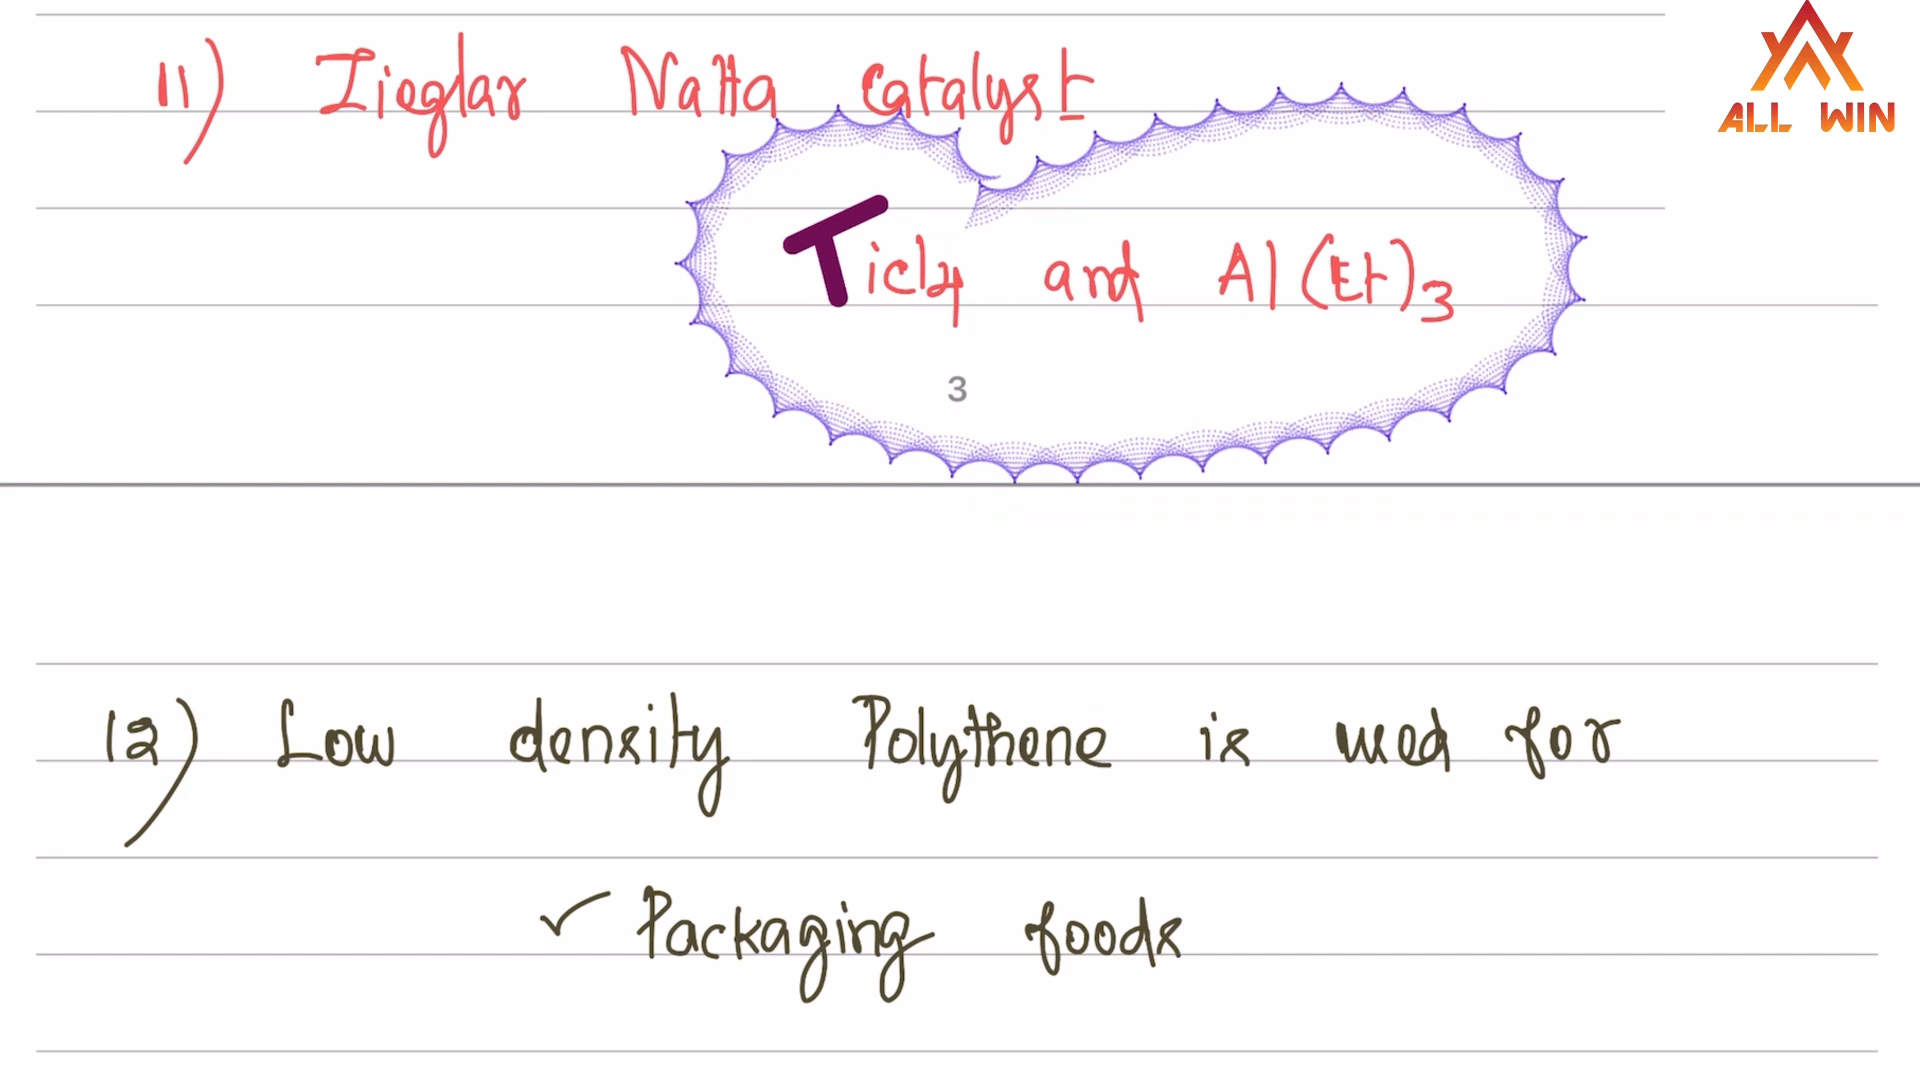 11) Zieglar Natta catalyst
Ticl4 and Al(Et)3
3
12) Low density Polythene is used for
✓ Packaging foods
ALL WIN